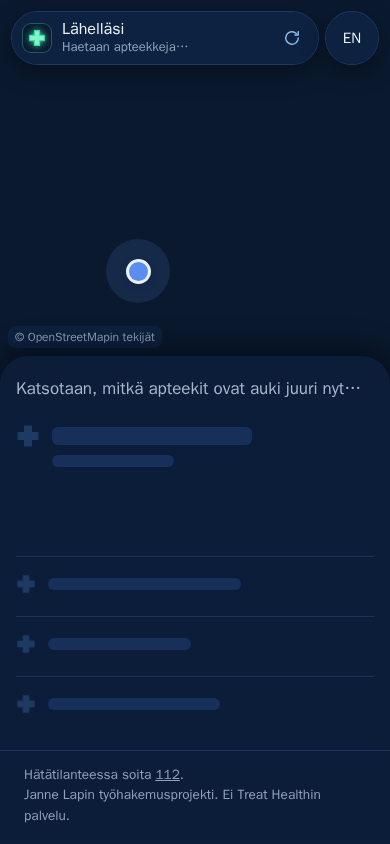 Lähelläsi
Haetaan apteekkeja…
EN
© OpenStreetMapin tekijät
Katsotaan, mitkä apteekit ovat auki juuri nyt…
Hätätilanteessa soita 112.
Janne Lapin työhakemusprojekti. Ei Treat Healthin
palvelu.